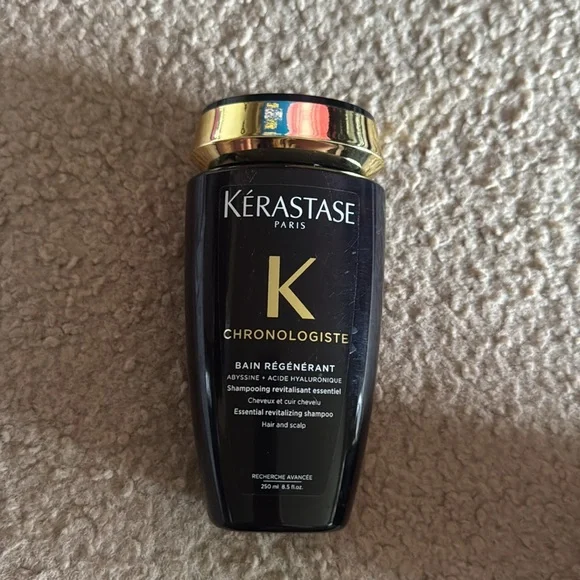 KÉRASTASE
PARIS
K
CHRONOLOGISTE
BAIN RÉGÉNÉRANT
ABYSSINE + ACIDE HYALURONIQUE
Shampooing revitalisant essentiel
Cheveux et cuir chevelu
Essential revitalizing shampoo
Hair and scalp
RECHERCHE AVANCÉE
250 ml 8.5 fl.oz.